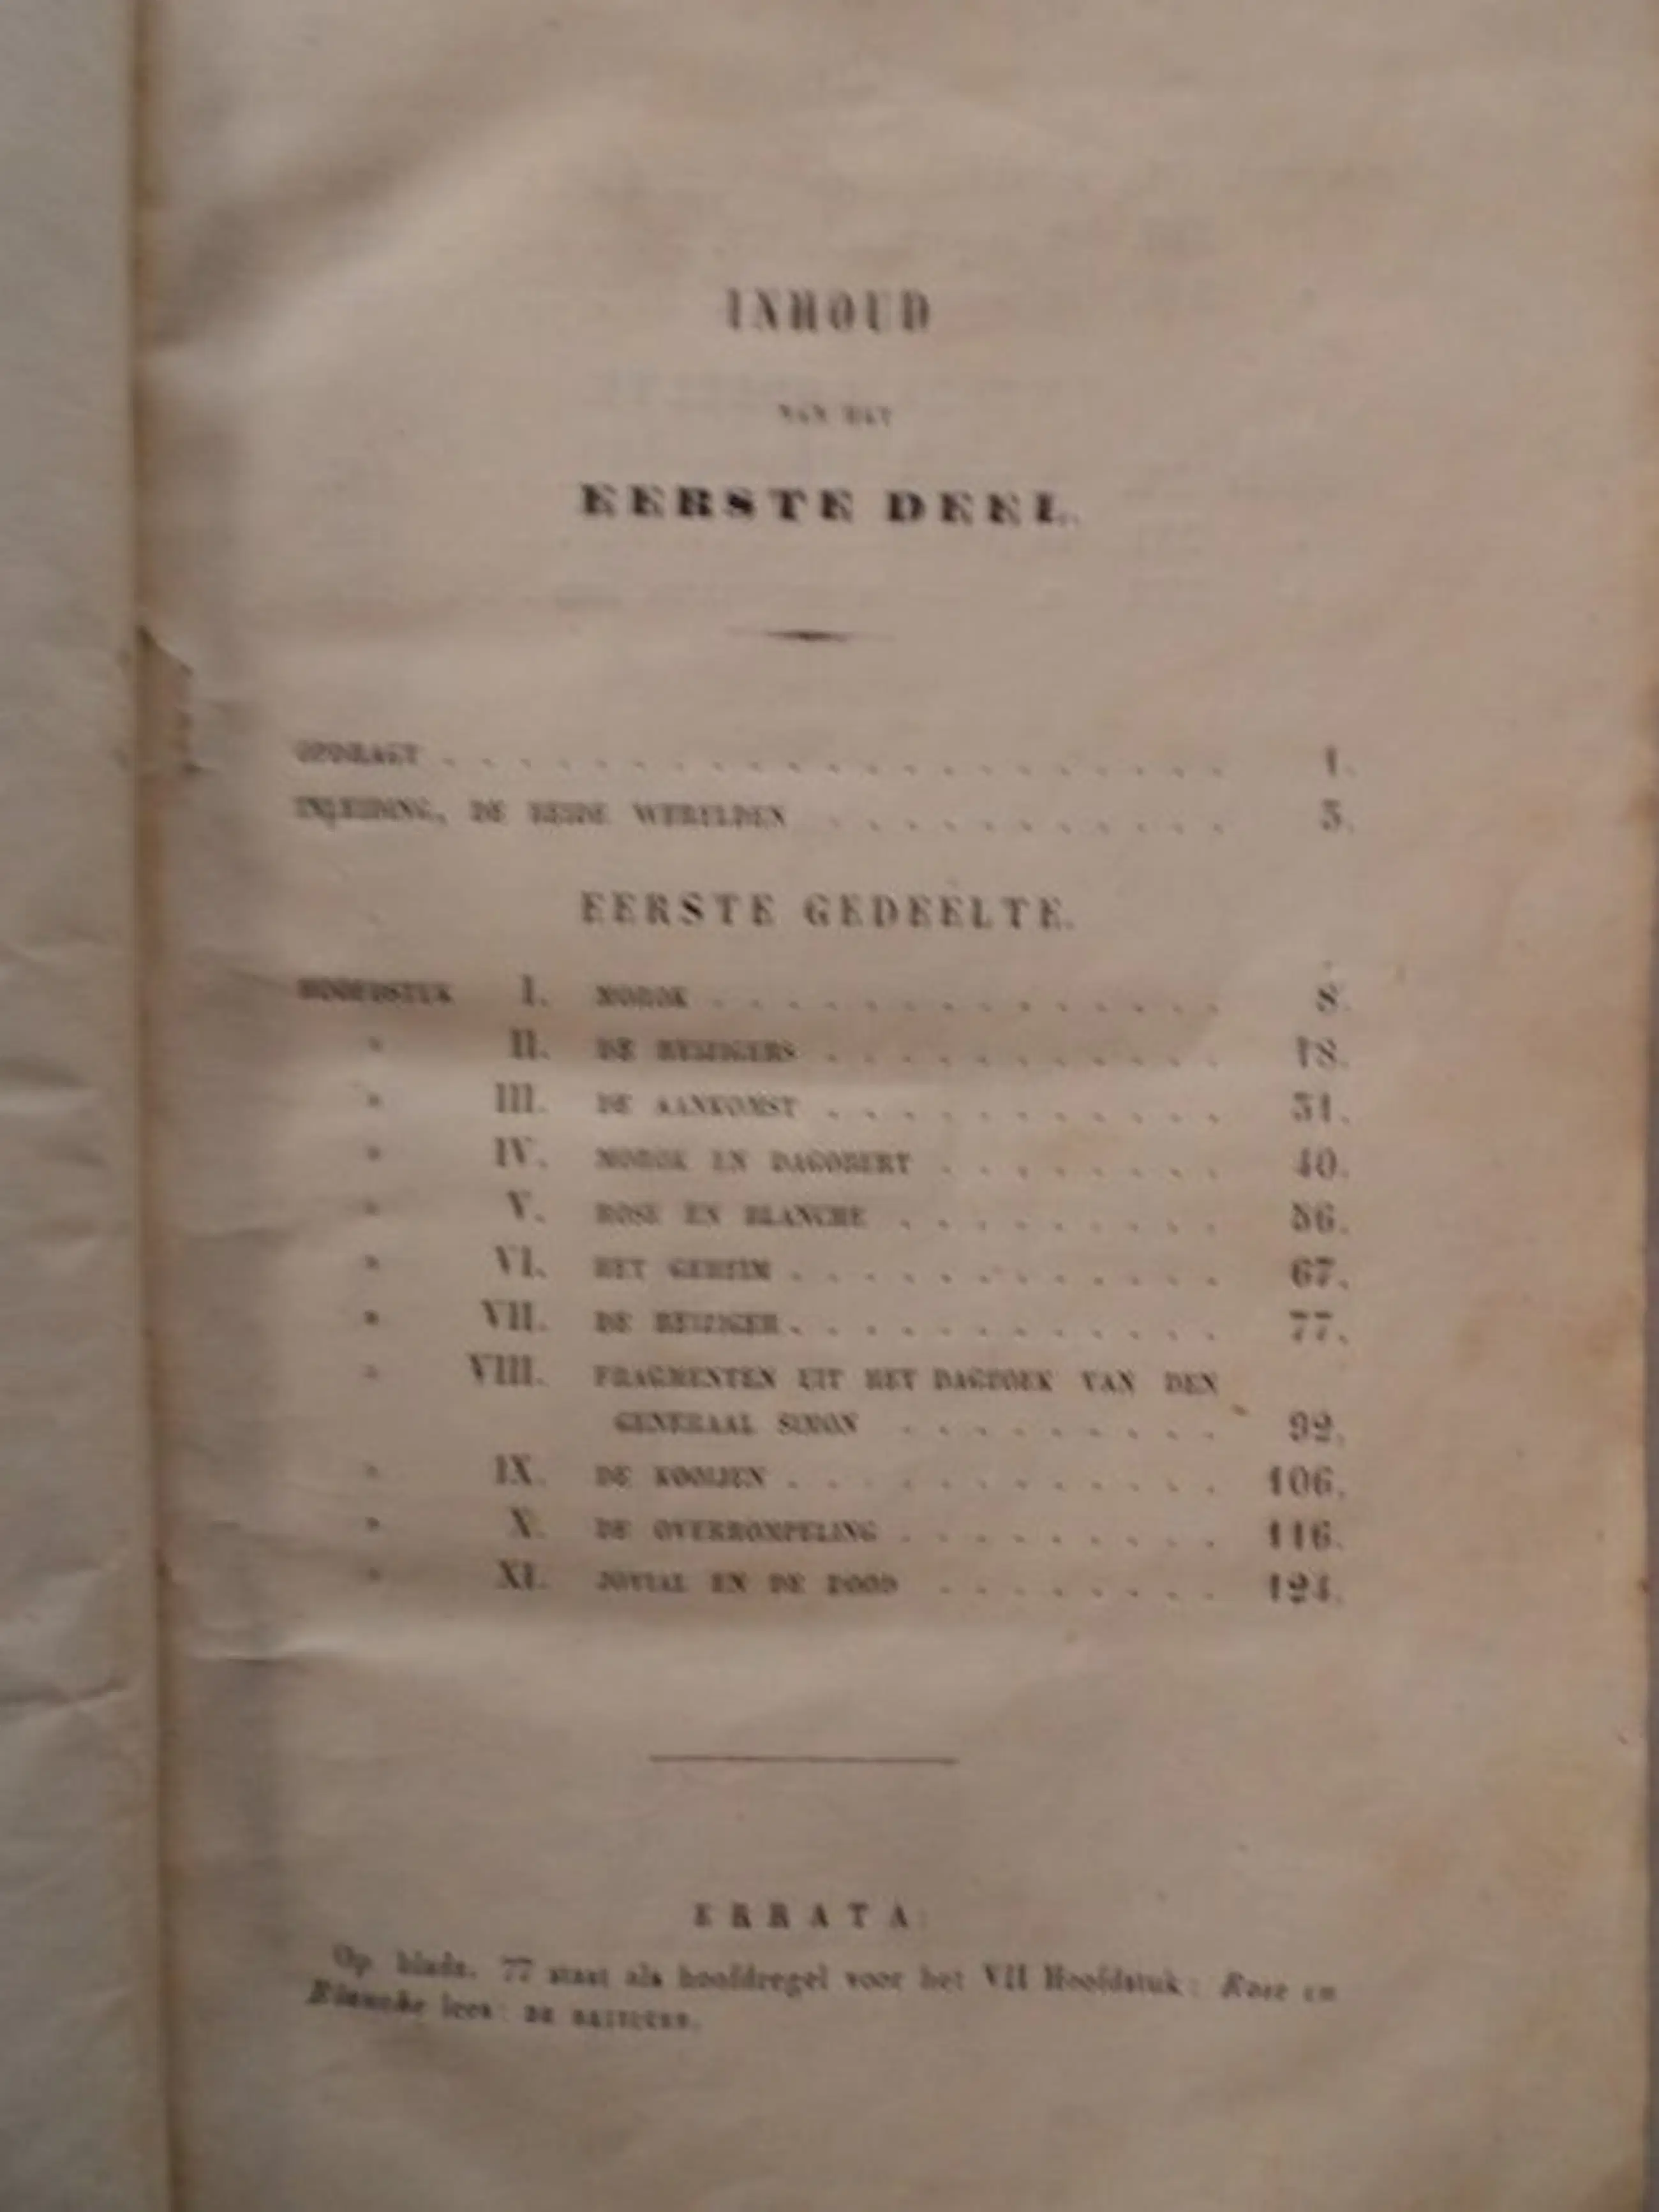 INHOUD
VAN HET
EERSTE DEEL.
OPDRAGT . . . . . . . . . . . . . . . . . . . . . 1.
INLEIDING, DE BEIDE WERELDEN . . . . . . . . . . . 3.
EERSTE GEDEELTE.
HOOFDSTUK I. MOROK . . . . . . . . . . . . . . 8.
» II. DE REIZIGERS . . . . . . . . . . . 18.
» III. DE AANKOMST . . . . . . . . . . . 31.
» IV. MOROK EN DAGOBERT . . . . . . . . 40.
» V. ROSE EN BLANCHE . . . . . . . . . 56.
» VI. HET GEHEIM . . . . . . . . . . . . 67.
» VII. DE REIZIGER . . . . . . . . . . . . 77.
» VIII. FRAGMENTEN UIT HET DAGBOEK VAN DEN
GENERAAL SIMON . . . . . . . . . 92.
» IX. DE KOOIJEN . . . . . . . . . . . . 106.
» X. DE OVERROMPELING . . . . . . . . . 116.
» XI. JOVIAL EN DE DOOD . . . . . . . . 124.
ERRATA
Op bladz. 77 staat als hoofdregel voor het VII Hoofdstuk: Rose en
Blanche lees: DE REIZIGER.